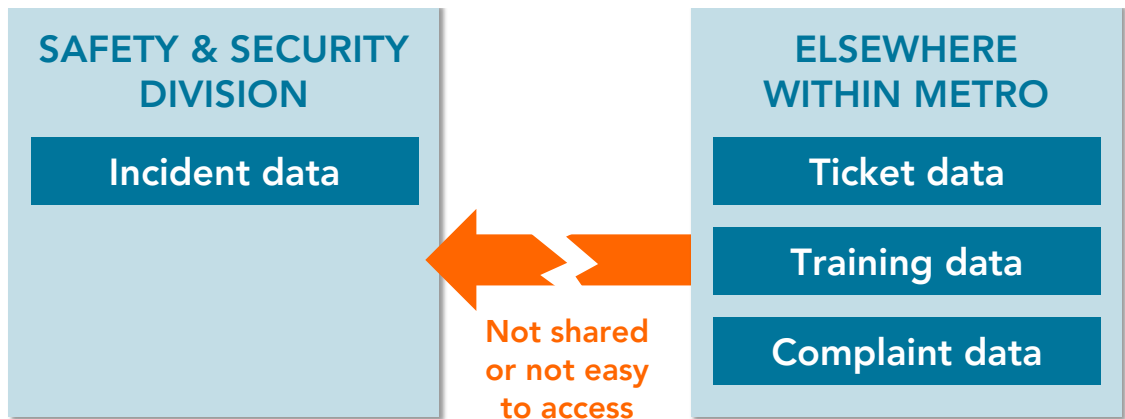 SAFETY & SECURITY
DIVISION
Incident data
Not shared
or not easy
to access
ELSEWHERE
WITHIN METRO
Ticket data
Training data
Complaint data